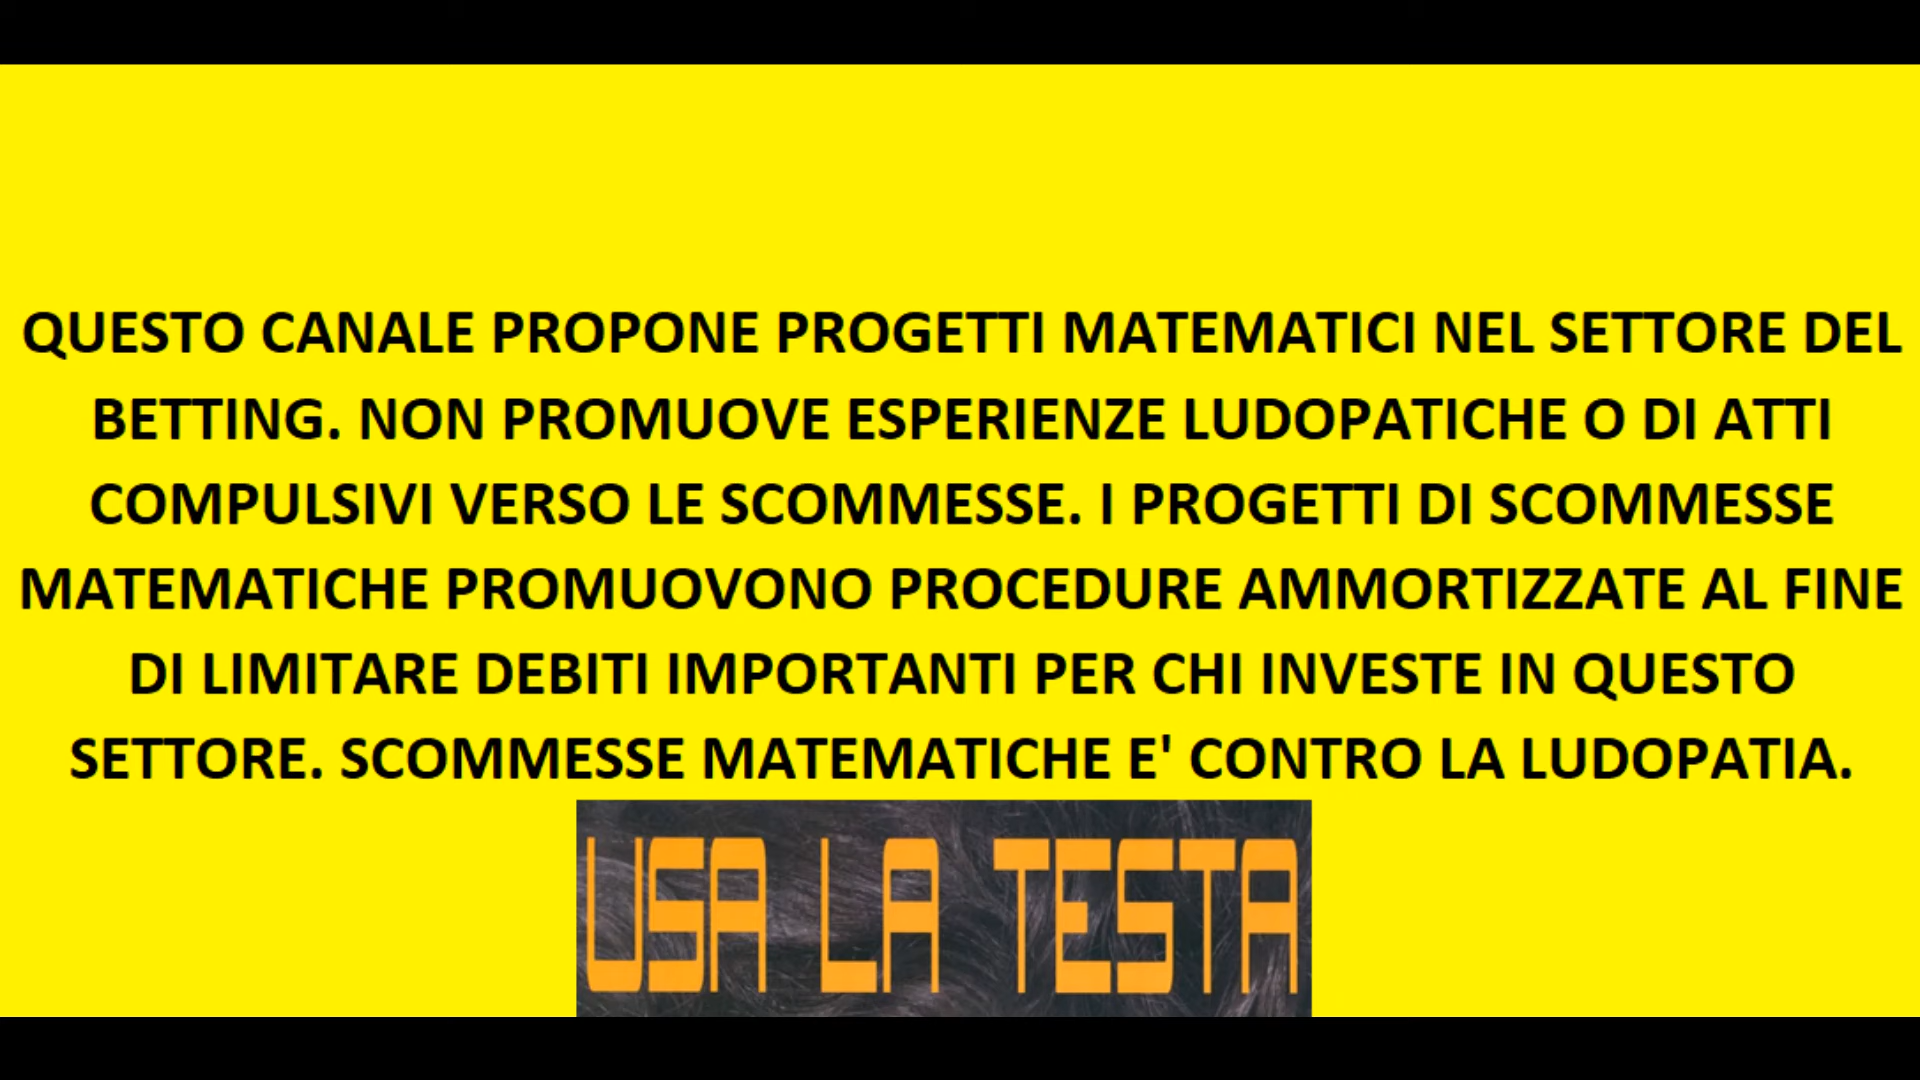 QUESTO CANALE PROPONE PROGETTI MATEMATICI NEL SETTORE DEL
BETTING. NON PROMUOVE ESPERIENZE LUDOPATICHE O DI ATTI
COMPULSIVI VERSO LE SCOMMESSE. I PROGETTI DI SCOMMESSE
MATEMATICHE PROMUOVONO PROCEDURE AMMORTIZZATE AL FINE
DI LIMITARE DEBITI IMPORTANTI PER CHI INVESTE IN QUESTO
SETTORE. SCOMMESSE MATEMATICHE E' CONTRO LA LUDOPATIA.
USA LA TESTA